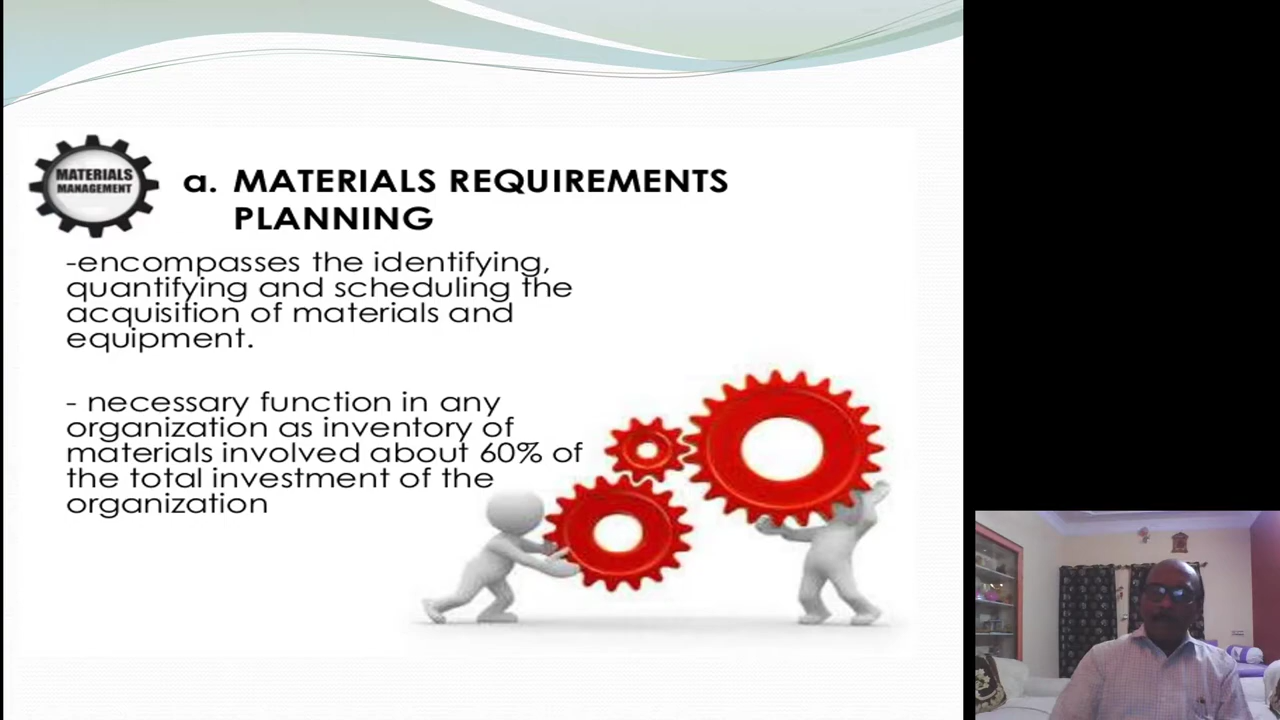 MATERIALS
MANAGEMENT
a. MATERIALS REQUIREMENTS
PLANNING
-encompasses the identifying,
quantifying and scheduling the
acquisition of materials and
equipment.
- necessary function in any
organization as inventory of
materials involved about 60% of
the total investment of the
organization